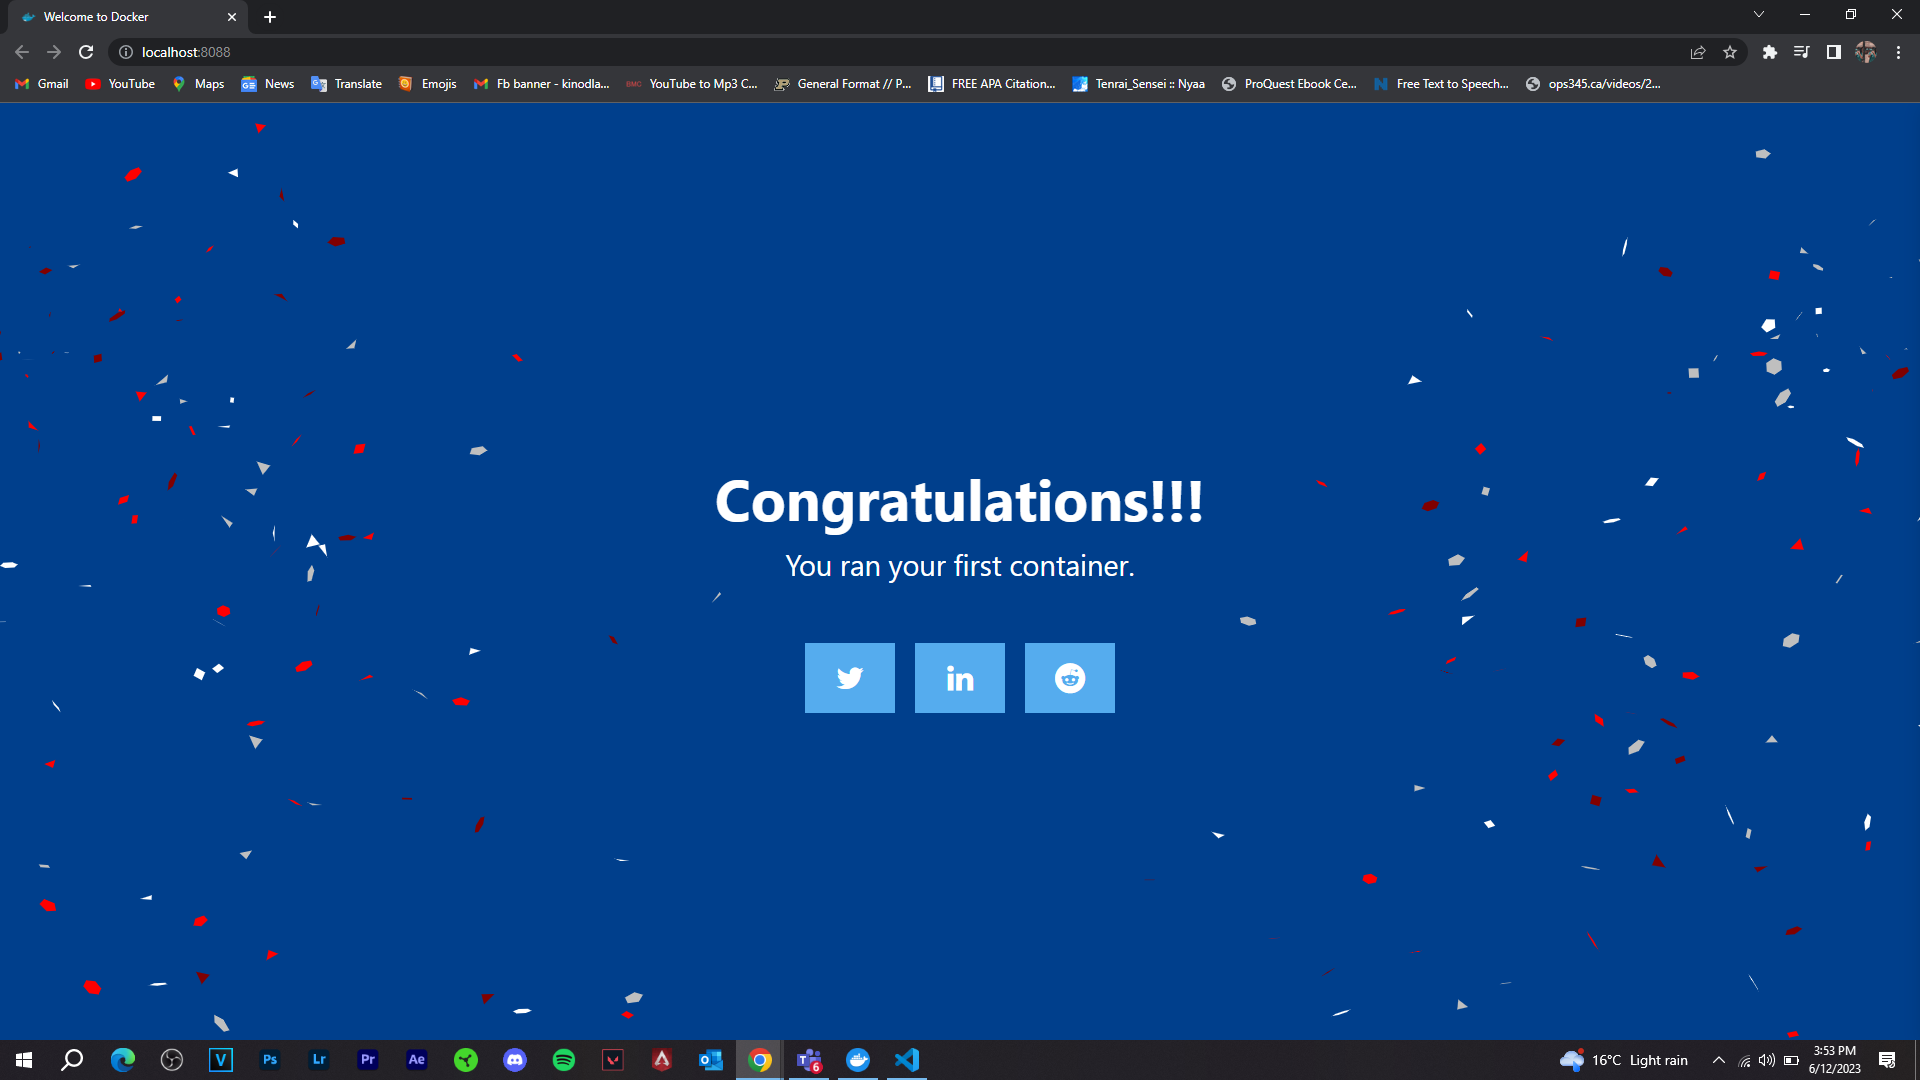 Welcome to Docker
localhost:8088
Gmail
YouTube
Maps
News
Translate
Emojis
Fb banner - kinodla...
YouTube to Mp3 C...
General Format // P...
FREE APA Citation...
Tenrai_Sensei :: Nyaa
ProQuest Ebook Ce...
Free Text to Speech...
ops345.ca/videos/2...
Congratulations!!!
You ran your first container.
in
V
Ps
Lr
Pr
Ae
6
16°C Light rain
3:53 PM
6/12/2023